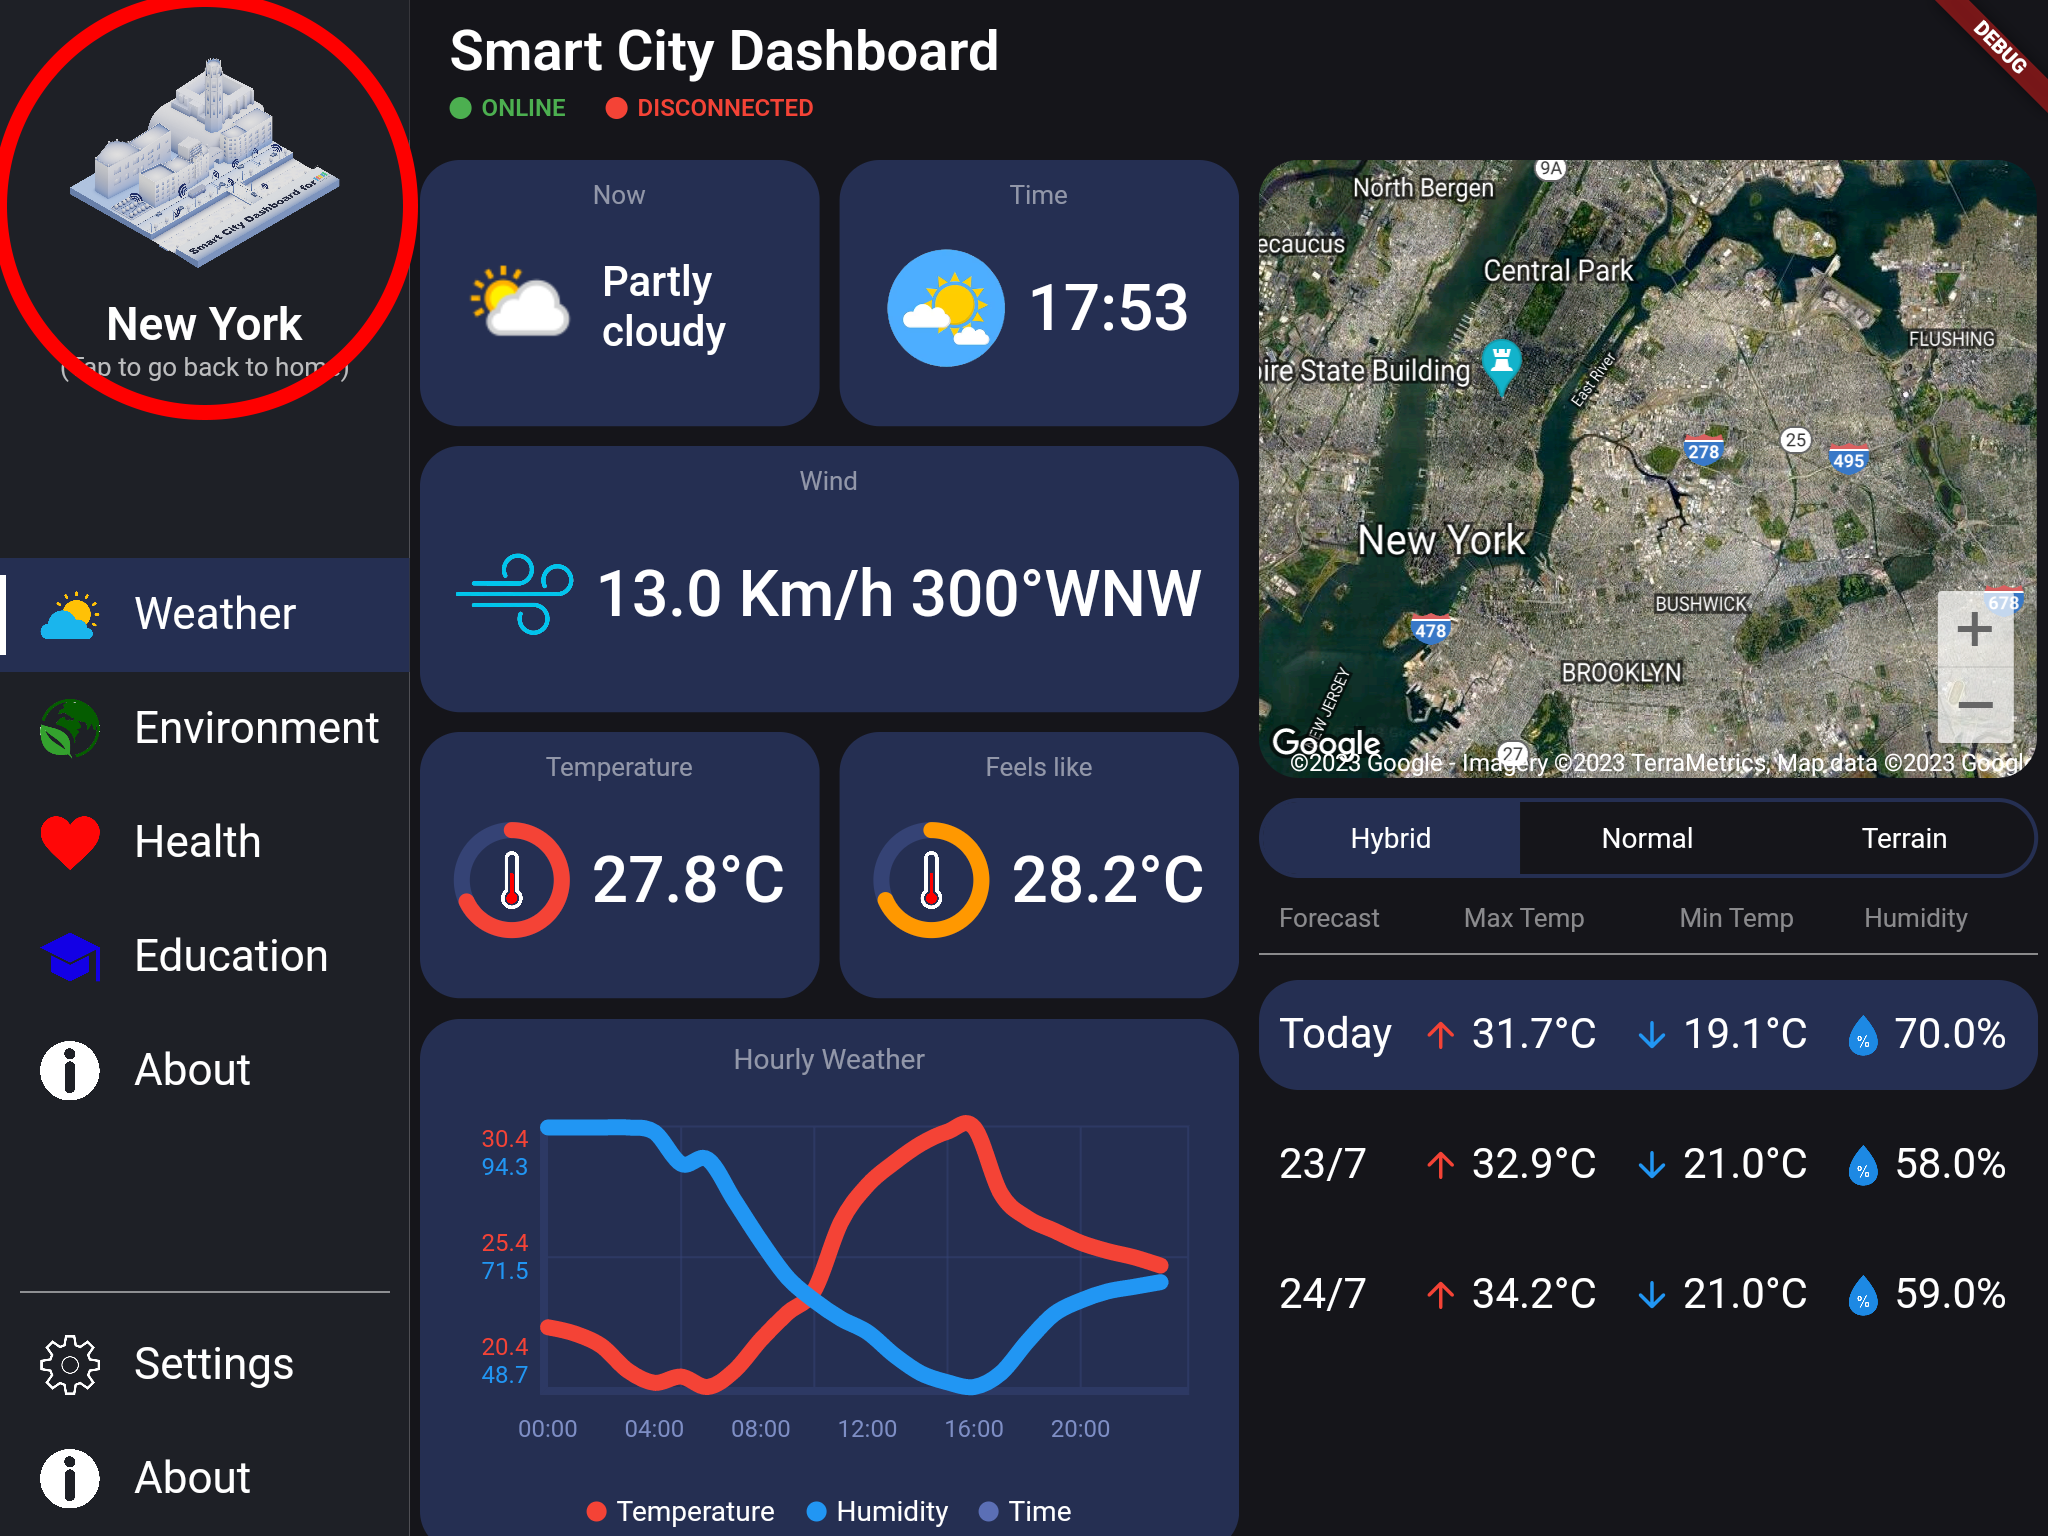 Smart City Dashboard for
New York
(Tap to go back to home)
Weather
Environment
Health
Education
About
Settings
About
Smart City Dashboard
ONLINE DISCONNECTED
DEBUG
Now
Partly
cloudy
Time
17:53
Wind
13.0 Km/h 300°WNW
Temperature
27.8°C
Feels like
28.2°C
Hourly Weather
30.4
94.3
25.4
71.5
20.4
48.7
00:00 04:00 08:00 12:00 16:00 20:00
Temperature Humidity Time
9A
North Bergen
ecaucus
Central Park
FLUSHING
ire State Building
East River
278
25
495
New York
678
BUSHWICK
478
+
BROOKLYN
−
EW JERSEY
Google
27
©2023 Google - Imagery ©2023 TerraMetrics, Map data ©2023 Googl
Hybrid Normal Terrain
Forecast Max Temp Min Temp Humidity
Today 31.7°C 19.1°C % 70.0%
23/7 32.9°C 21.0°C % 58.0%
24/7 34.2°C 21.0°C % 59.0%